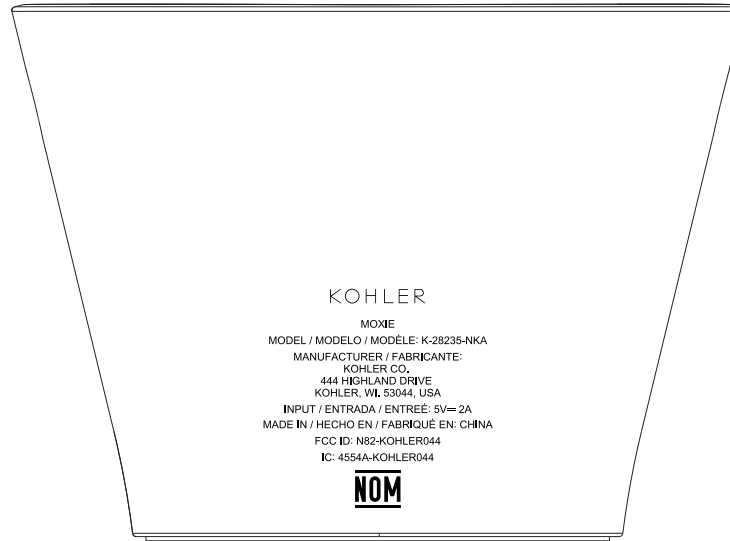 KOHLER
MOXIE
MODEL / MODELO / MODÈLE: K-28235-NKA
MANUFACTURER / FABRICANTE:
KOHLER CO.
444 HIGHLAND DRIVE
KOHLER, WI. 53044, USA
INPUT / ENTRADA / ENTREÉ: 5V⎓ 2A
MADE IN / HECHO EN / FABRIQUÉ EN: CHINA
FCC ID: N82-KOHLER044
IC: 4554A-KOHLER044
NOM